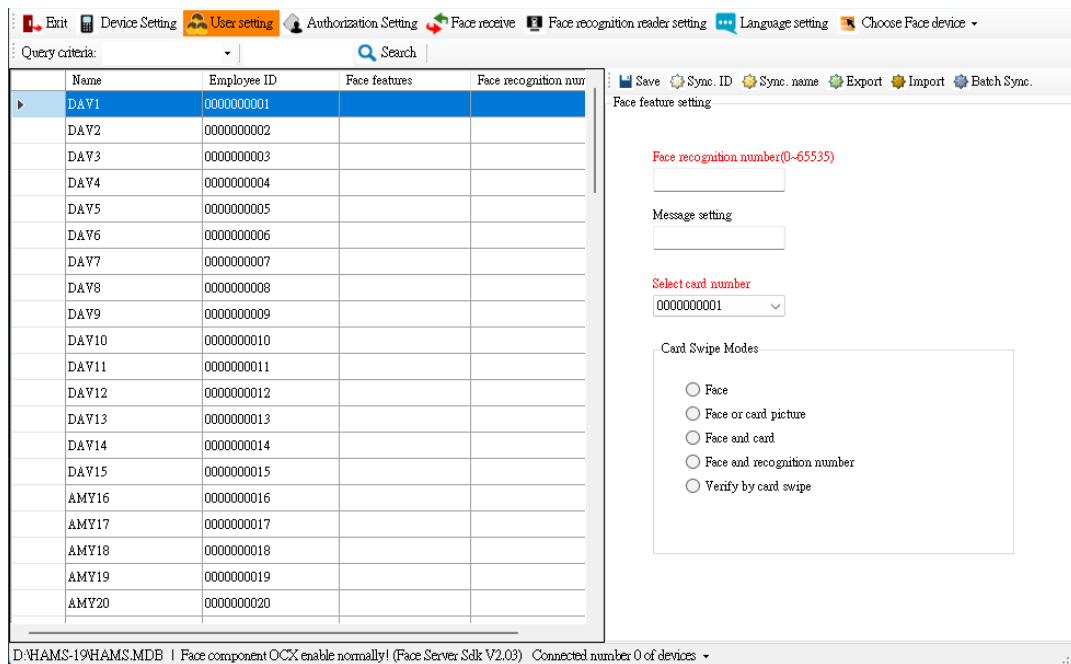 Exit Device Setting User setting Authorization Setting Face receive Face recognition reader setting Language setting Choose Face device
Query criteria: Search
Name Employee ID Face features Face recognition num
DAV1 0000000001
DAV2 0000000002
DAV3 0000000003
DAV4 0000000004
DAV5 0000000005
DAV6 0000000006
DAV7 0000000007
DAV8 0000000008
DAV9 0000000009
DAV10 0000000010
DAV11 0000000011
DAV12 0000000012
DAV13 0000000013
DAV14 0000000014
DAV15 0000000015
AMY16 0000000016
AMY17 0000000017
AMY18 0000000018
AMY19 0000000019
AMY20 0000000020
Save Sync. ID Sync. name Export Import Batch Sync.
Face feature setting
Face recognition number(0~65535)
Message setting
Select card number
0000000001
Card Swipe Modes
Face
Face or card picture
Face and card
Face and recognition number
Verify by card swipe
D:\HAMS-19\HAMS.MDB | Face component OCX enable normally! (Face Server Sdk V2.03) Connected number 0 of devices